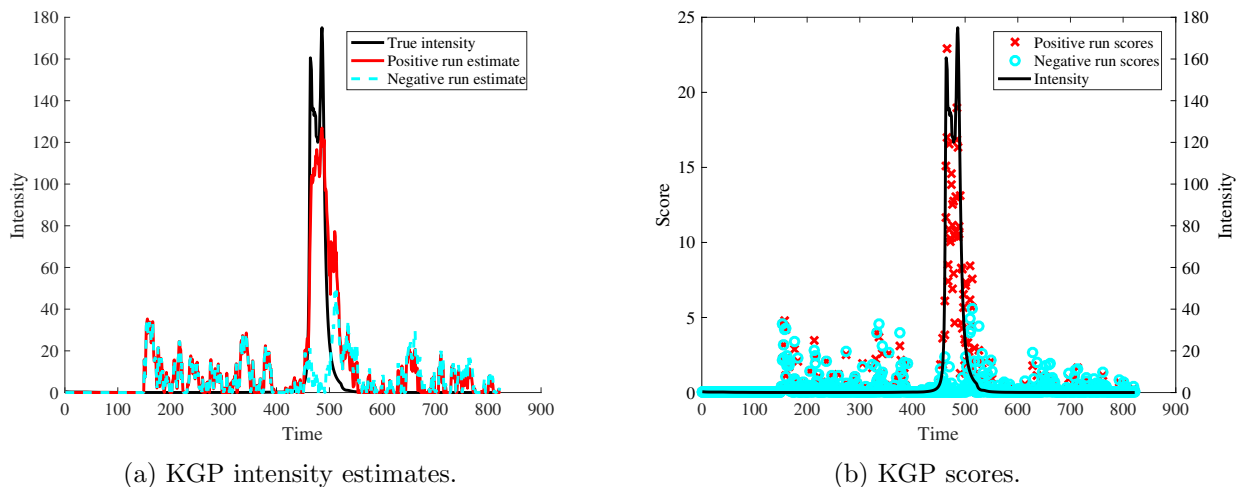 180
160
140
120
100
80
60
40
20
0
Intensity
True intensity
Positive run estimate
Negative run estimate
0 100 200 300 400 500 600 700 800 900
Time
(a) KGP intensity estimates.
25
20
15
10
5
0
Score
Positive run scores
Negative run scores
Intensity
180
160
140
120
100
80
60
40
20
0
Intensity
0 100 200 300 400 500 600 700 800 900
Time
(b) KGP scores.